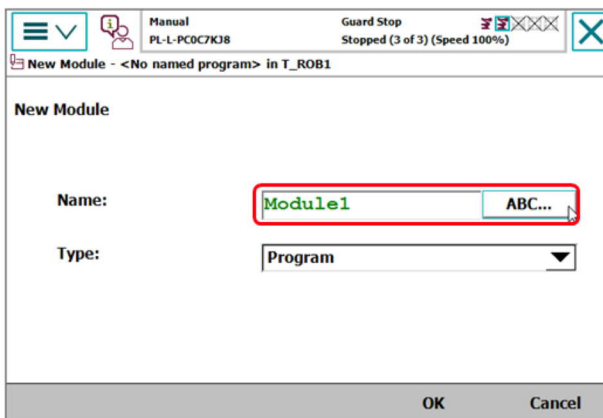 Manual
PL-L-PC0C7KJ8
Guard Stop
Stopped (3 of 3) (Speed 100%)
New Module - <No named program> in T_ROB1
New Module
Name:
Module1
ABC...
Type:
Program
OK
Cancel